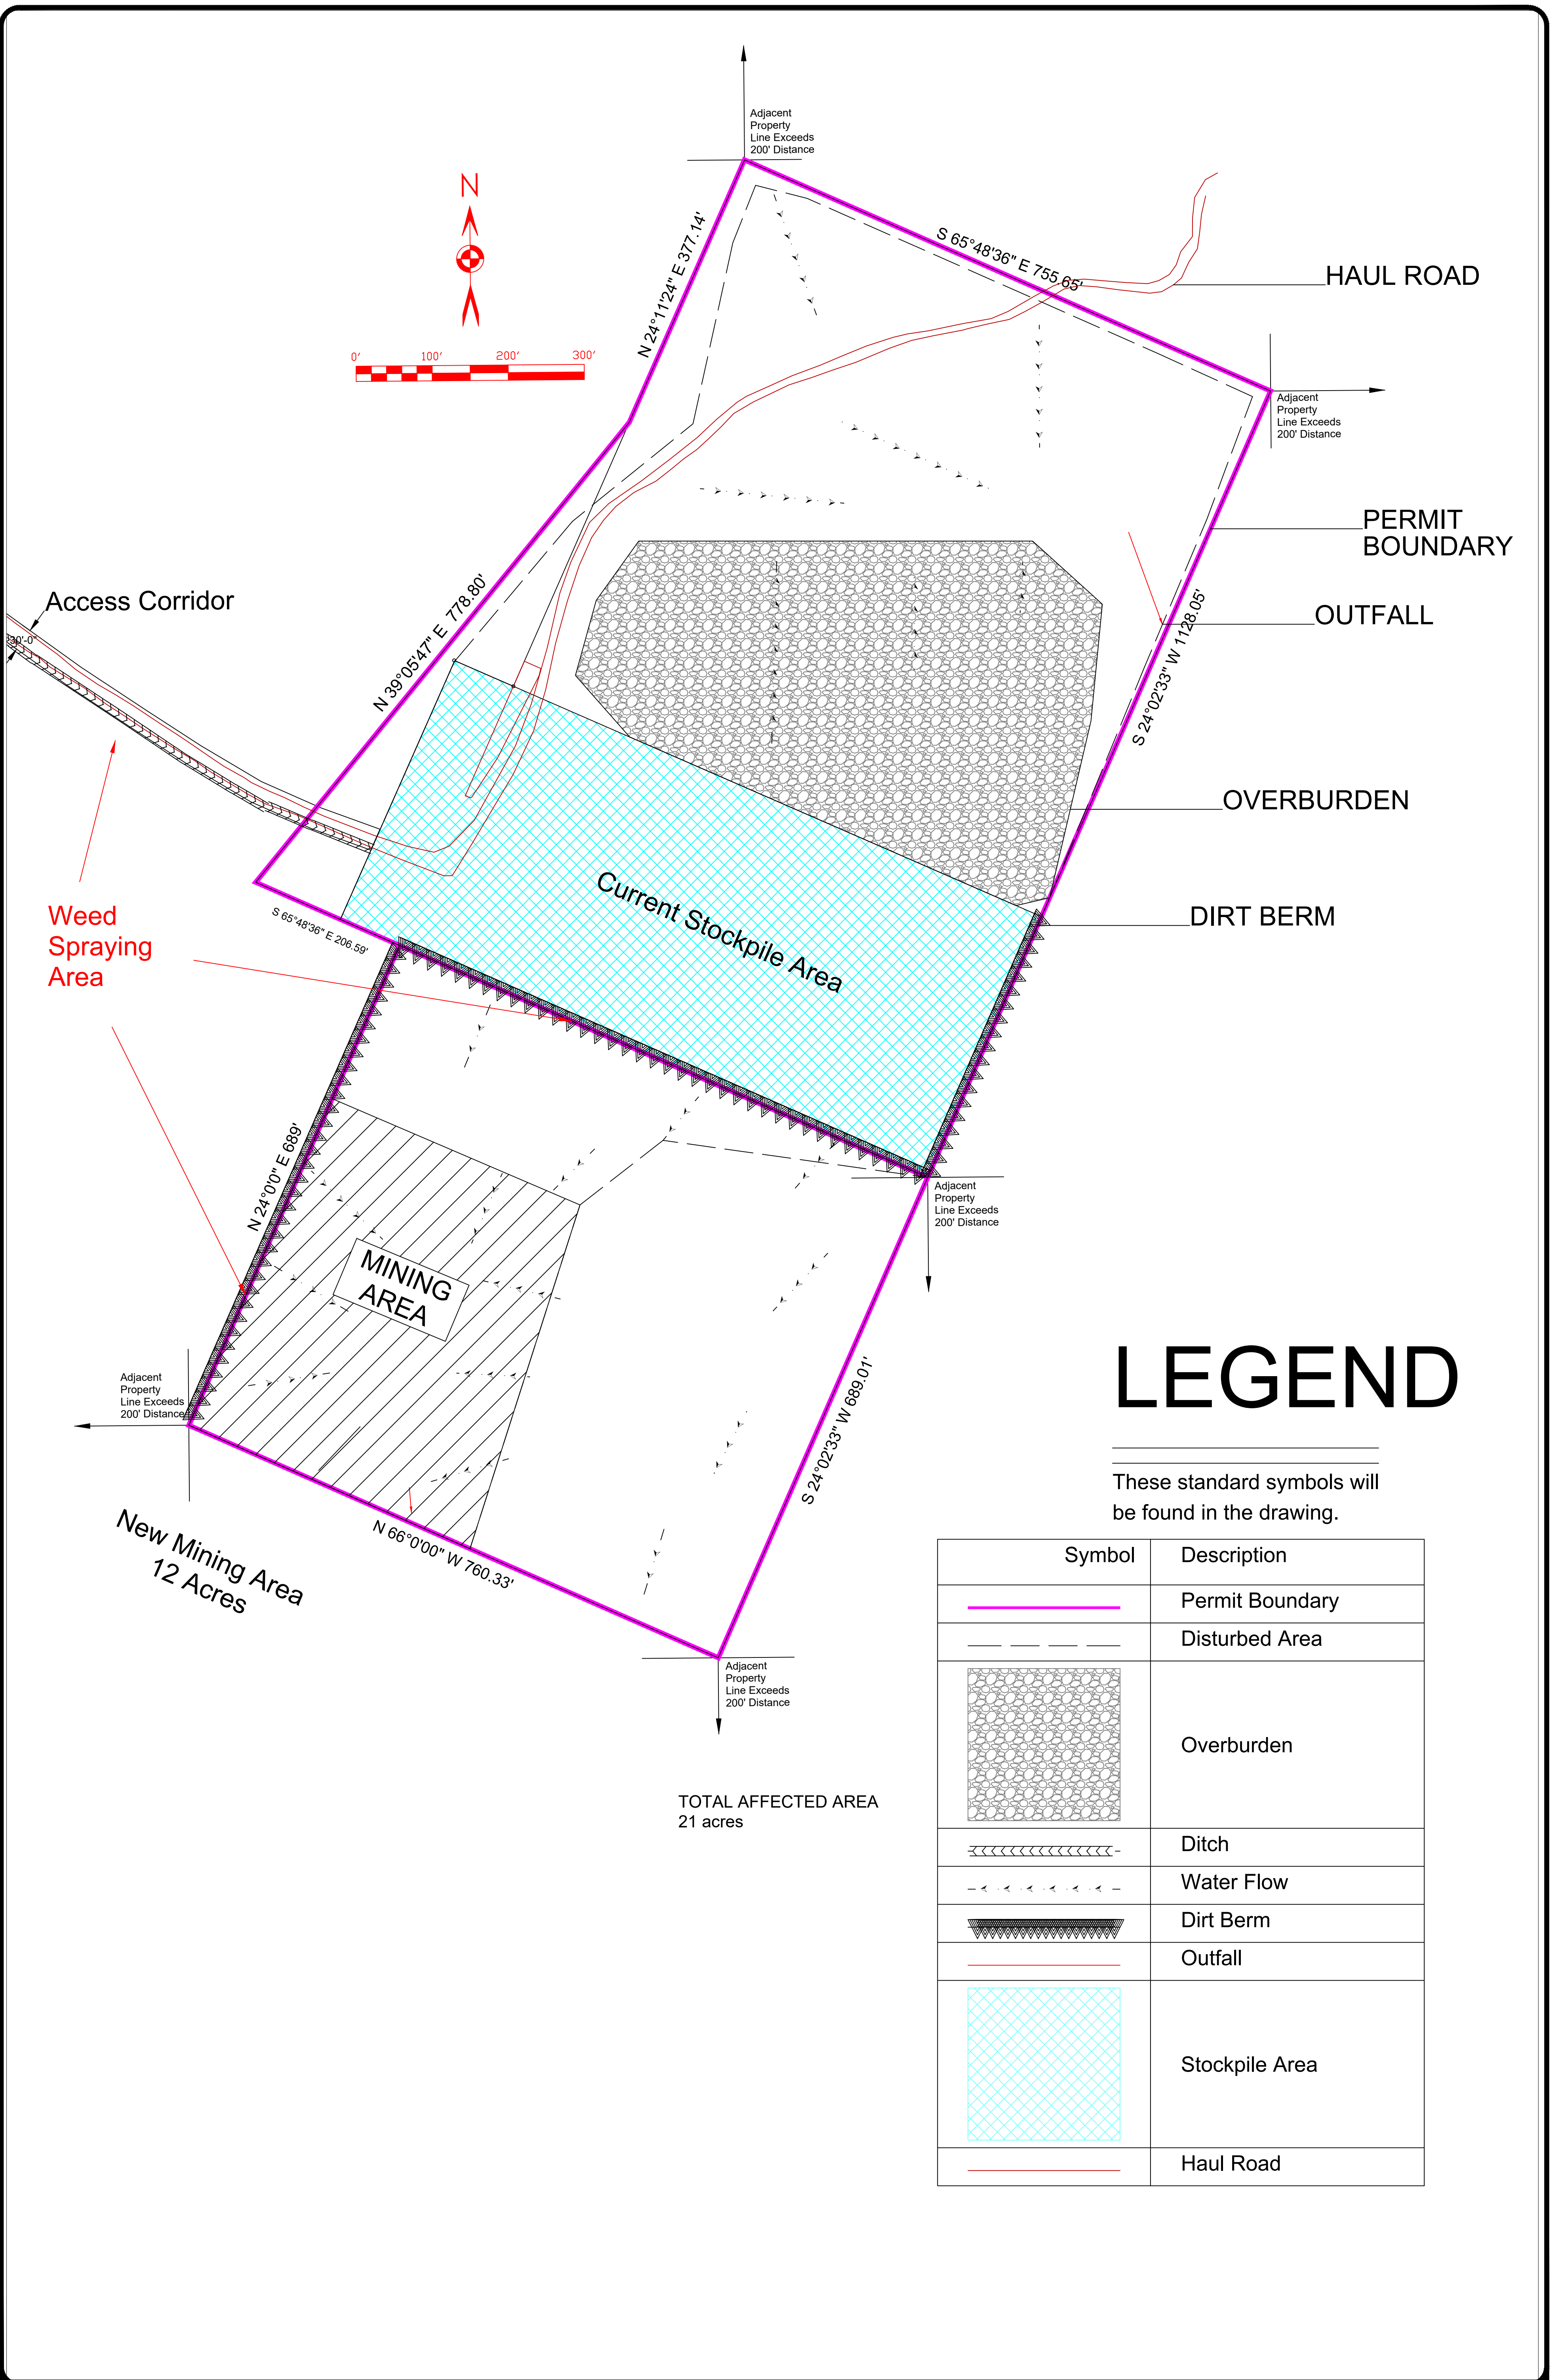 Adjacent
Property
Line Exceeds
200' Distance
N
0' 100' 200' 300'
N 24°11'24" E 377.14'
S 65°48'36" E 755.65'
HAUL ROAD
Adjacent
Property
Line Exceeds
200' Distance
PERMIT
BOUNDARY
OUTFALL
S 24°02'33" W 1128.05'
Access Corridor
30'-0"
N 39°05'47" E 778.80'
OVERBURDEN
DIRT BERM
Weed
Spraying
Area
S 65°48'36" E 206.59'
Current Stockpile Area
N 24°0'0" E 689'
Adjacent
Property
Line Exceeds
200' Distance
MINING
AREA
Adjacent
Property
Line Exceeds
200' Distance
S 24°02'33" W 689.01'
New Mining Area
12 Acres
N 66°0'00" W 760.33'
Adjacent
Property
Line Exceeds
200' Distance
TOTAL AFFECTED AREA
21 acres
LEGEND
These standard symbols will
be found in the drawing.
Symbol Description
Permit Boundary
Disturbed Area
Overburden
Ditch
Water Flow
Dirt Berm
Outfall
Stockpile Area
Haul Road